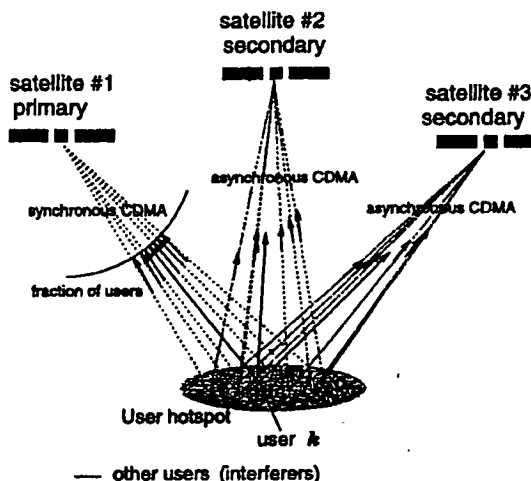 satellite #2
secondary
satellite #1
primary
satellite #3
secondary
asynchronous CDMA
synchronous CDMA
asynchronous CDMA
fraction of users
User hotspot
user k
other users (interferers)